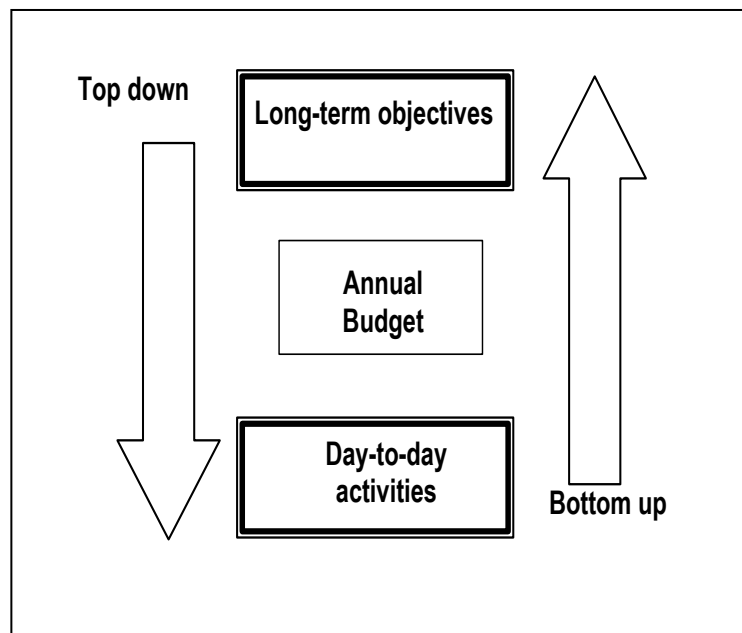 Top down
Long-term objectives
Annual
Budget
Day-to-day
activities
Bottom up